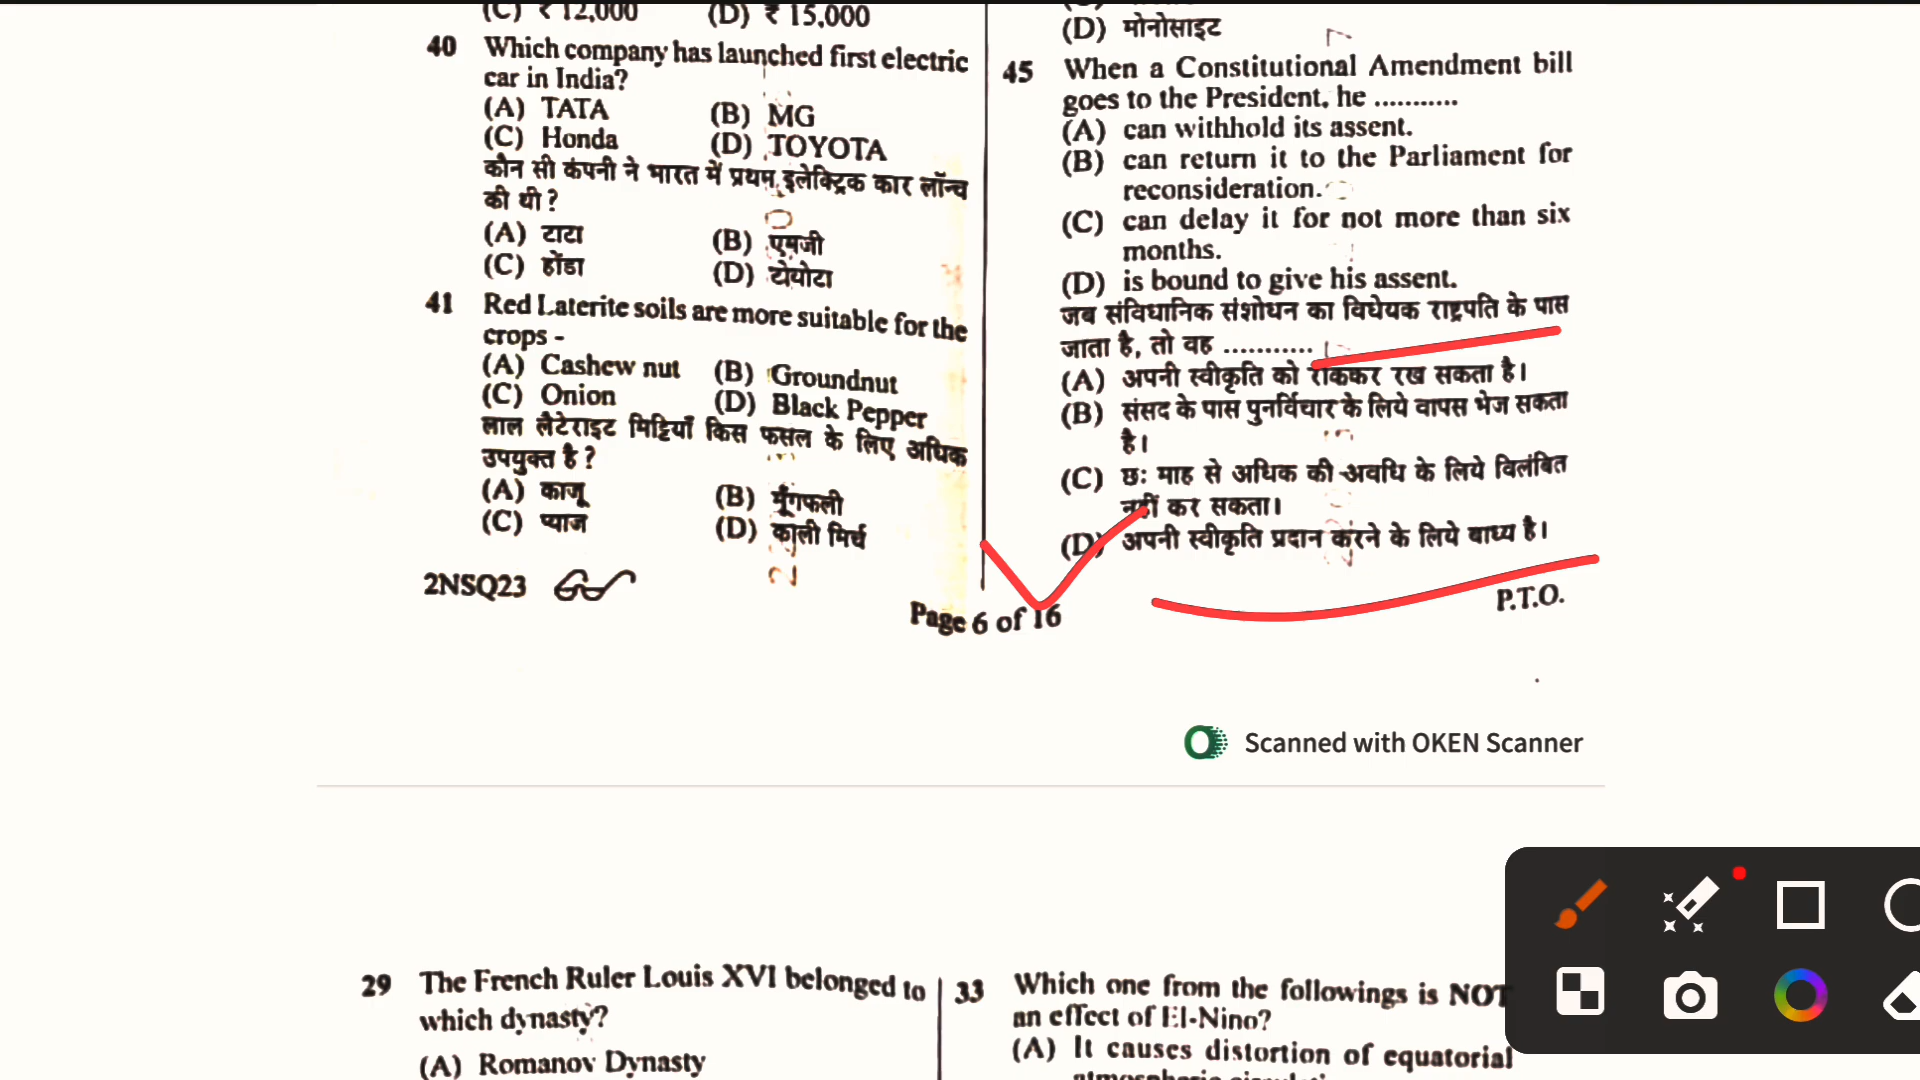 (C) ₹ 12,000 (D) ₹ 15,000
40 Which company has launched first electric
car in India?
(A) TATA (B) MG
(C) Honda (D) TOYOTA
कौन सी कंपनी ने भारत में प्रथम इलेक्ट्रिक कार लॉन्च
की थी ?
(A) टाटा (B) एमजी
(C) होंडा (D) टोयोटा
41 Red Laterite soils are more suitable for the
crops -
(A) Cashew nut (B) Groundnut
(C) Onion (D) Black Pepper
लाल लैटेराइट मिट्टियाँ किस फसल के लिए अधिक
उपयुक्त है ?
(A) काजू (B) मूँगफली
(C) प्याज (D) काली मिर्च
(D) मोनोसाइट
45 When a Constitutional Amendment bill
goes to the President, he ...........
(A) can withhold its assent.
(B) can return it to the Parliament for
reconsideration.
(C) can delay it for not more than six
months.
(D) is bound to give his assent.
जब संविधानिक संशोधन का विधेयक राष्ट्रपति के पास
जाता है, तो वह ...........
(A) अपनी स्वीकृति को रोककर रख सकता है।
(B) संसद के पास पुनर्विचार के लिये वापस भेज सकता
है।
(C) छः माह से अधिक की अवधि के लिये विलंबित
नहीं कर सकता।
(D) अपनी स्वीकृति प्रदान करने के लिये बाध्य है।
2NSQ23
Page 6 of 16
P.T.O.
Scanned with OKEN Scanner
29 The French Ruler Louis XVI belonged to
which dynasty?
(A) Romanov Dynasty
33 Which one from the followings is NOT
an effect of El-Nino?
(A) It causes distortion of equatorial